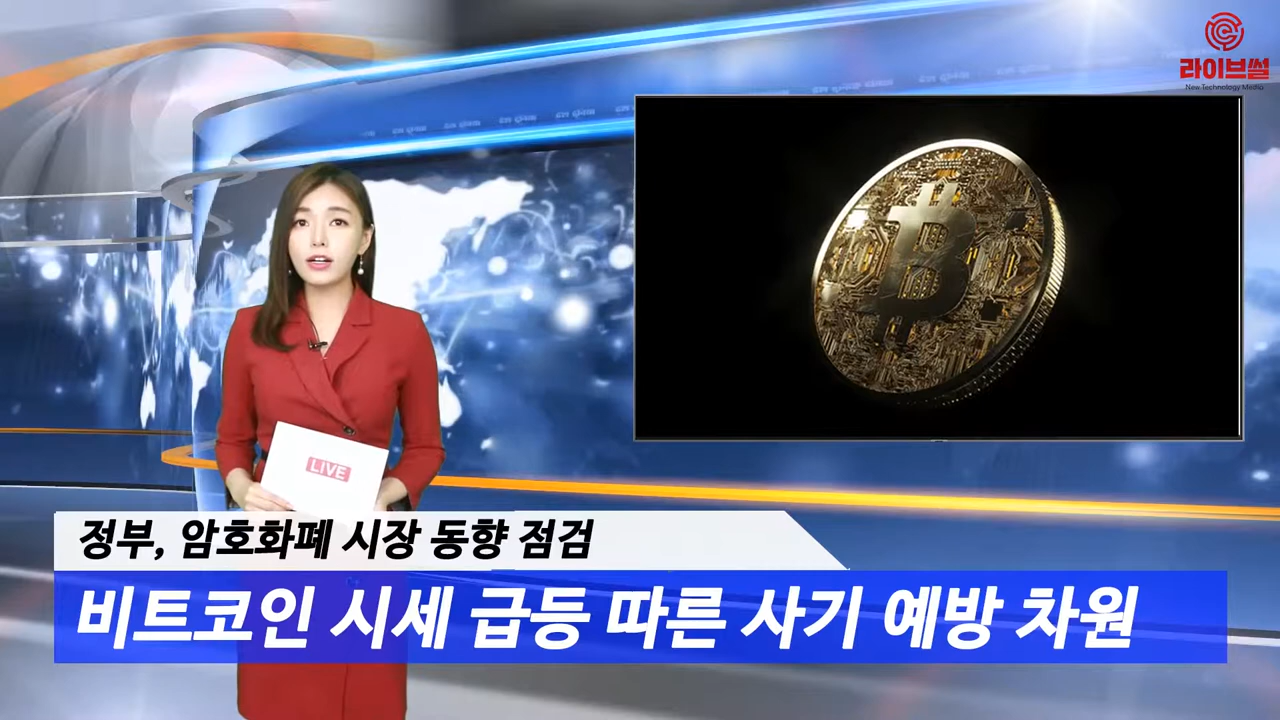 라이브썰
New Technology Media
LIVE
정부, 암호화폐 시장 동향 점검
비트코인 시세 급등 따른 사기 예방 차원